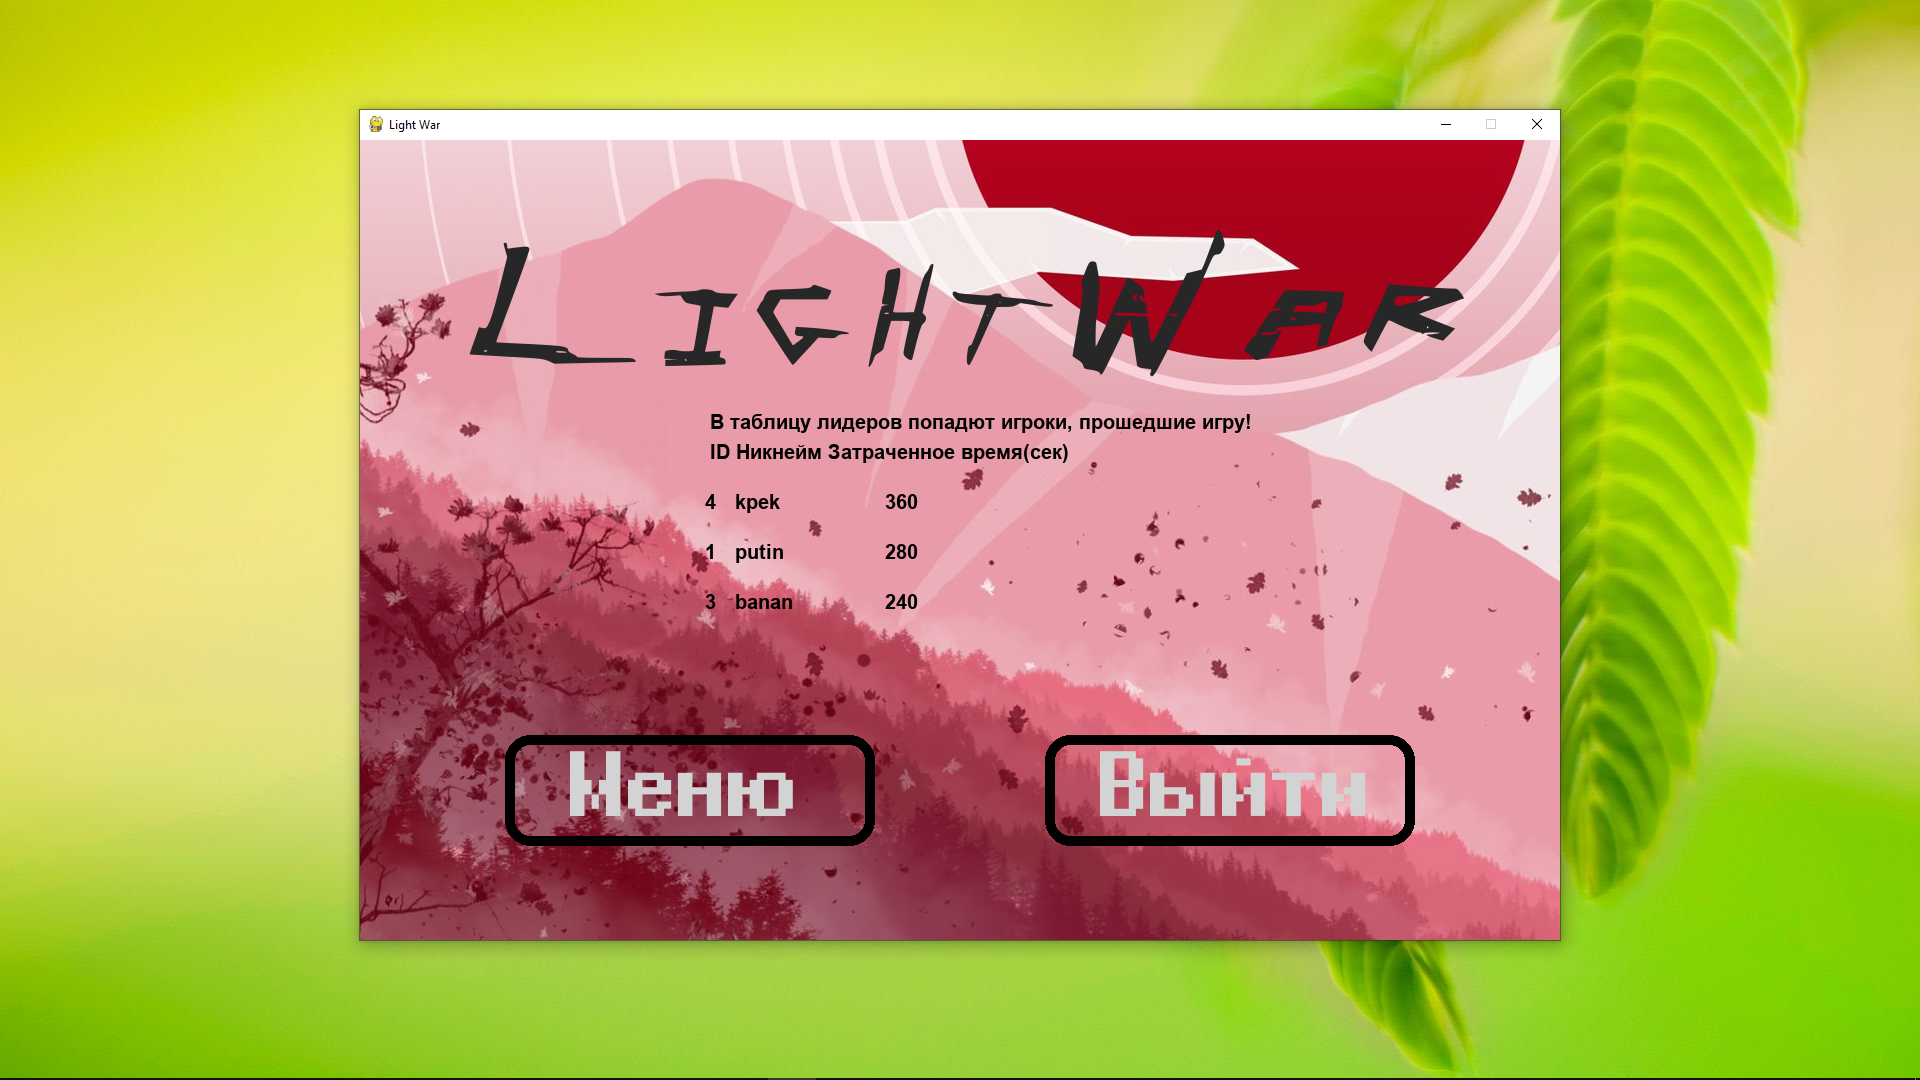 Light War
LIGHT WAR
В таблицу лидеров попадют игроки, прошедшие игру!
ID Никнейм Затраченное время(сек)
4 kpek 360
1 putin 280
3 banan 240
Меню
Выйти